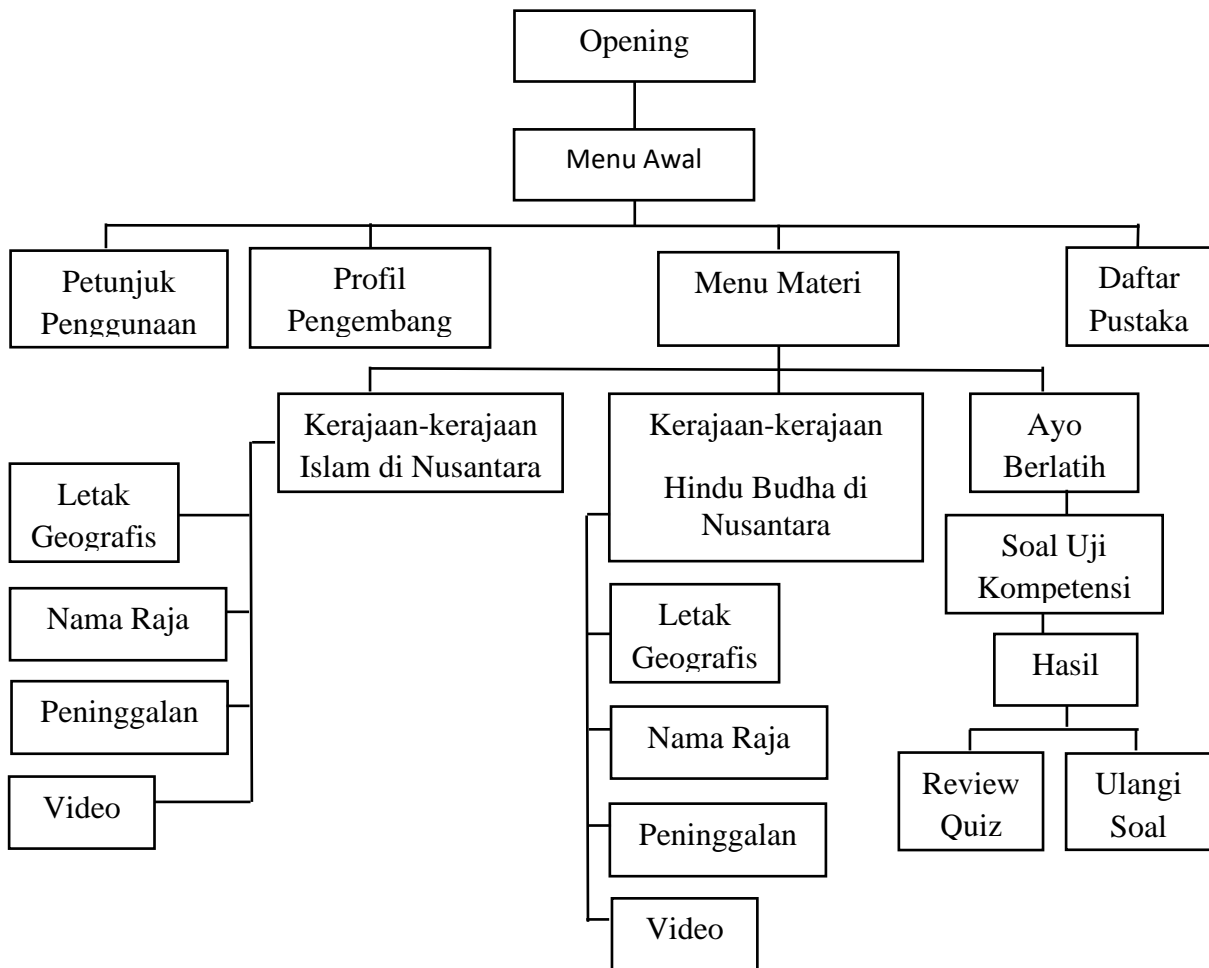 Opening
Menu Awal
Petunjuk
Penggunaan
Profil
Pengembang
Menu Materi
Daftar
Pustaka
Kerajaan-kerajaan
Islam di Nusantara
Kerajaan-kerajaan
Hindu Budha di
Nusantara
Ayo
Berlatih
Letak
Geografis
Nama Raja
Peninggalan
Video
Letak
Geografis
Nama Raja
Peninggalan
Video
Soal Uji
Kompetensi
Hasil
Review
Quiz
Ulangi
Soal